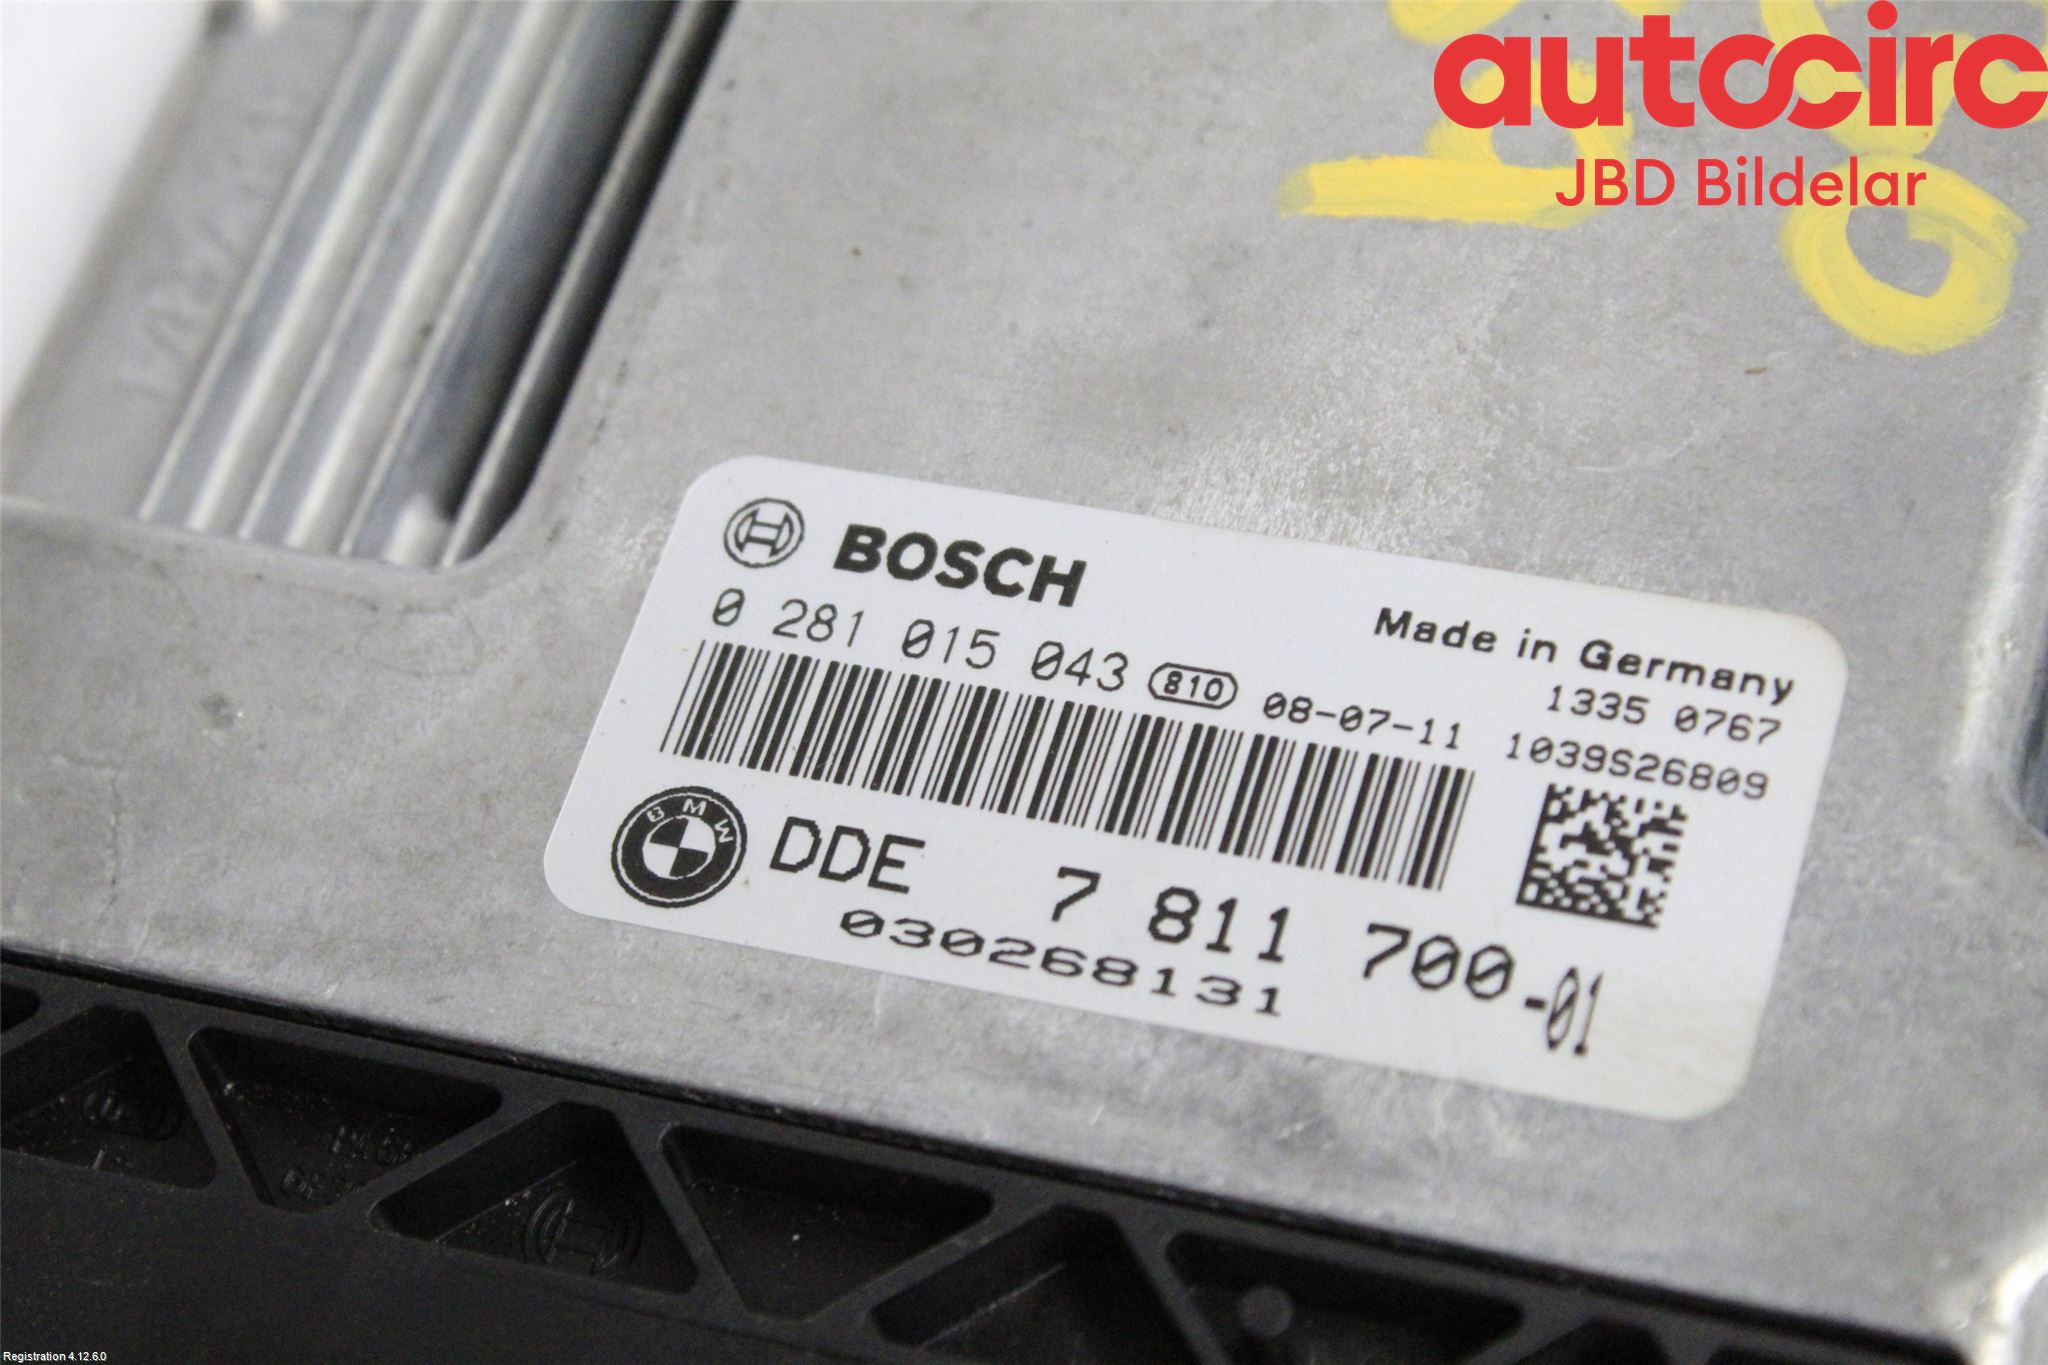 autocirc
JBD Bildelar
BOSCH
Made in Germany
0 281 015 043 810 08-07-11
1335 0767
1039S26809
BMW
DDE 7 811 700-01
030268131
Registration 4.12.6.0